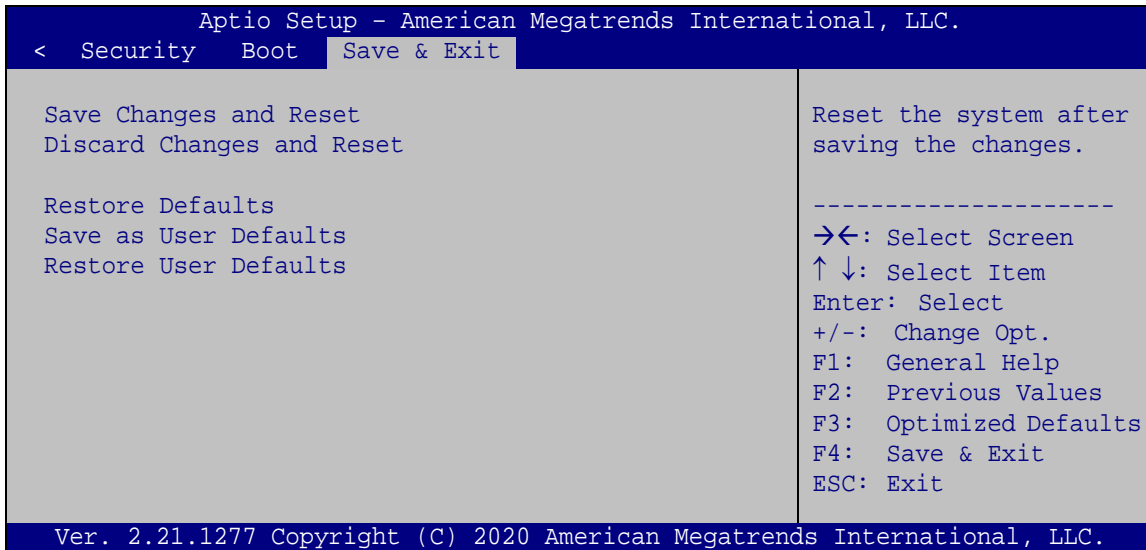 Aptio Setup – American Megatrends International, LLC.
< Security Boot Save & Exit
Save Changes and Reset
Discard Changes and Reset
Restore Defaults
Save as User Defaults
Restore User Defaults
Reset the system after
saving the changes.
---------------------
→←: Select Screen
↑ ↓: Select Item
Enter: Select
+/-: Change Opt.
F1: General Help
F2: Previous Values
F3: Optimized Defaults
F4: Save & Exit
ESC: Exit
Ver. 2.21.1277 Copyright (C) 2020 American Megatrends International, LLC.